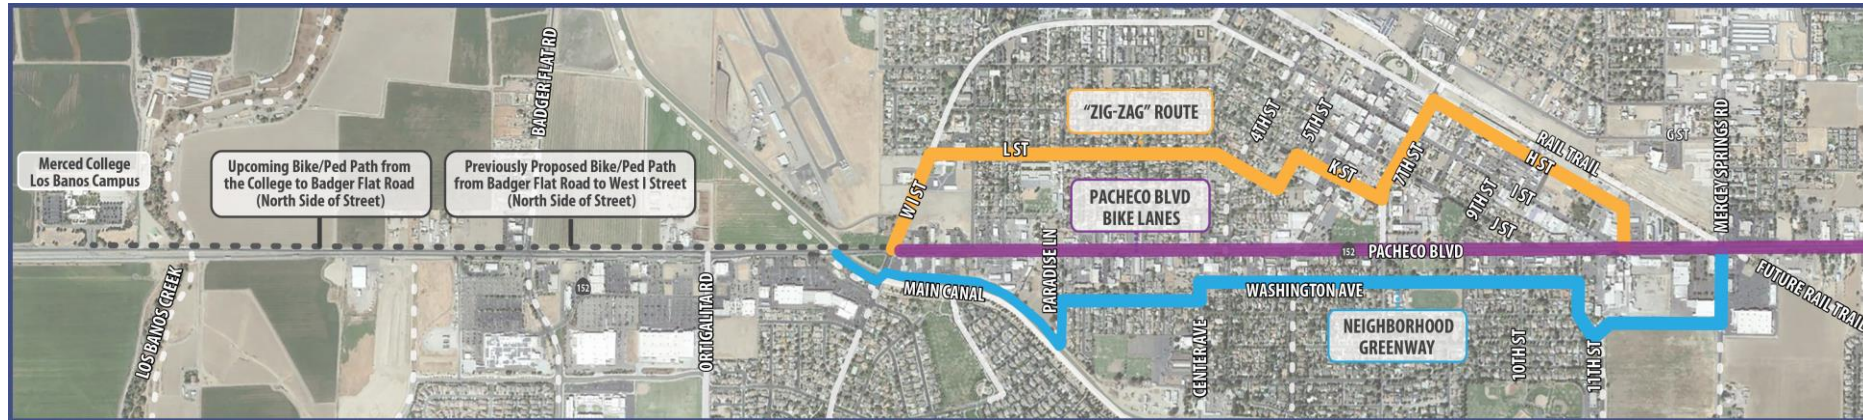 Merced College
Los Banos Campus
Upcoming Bike/Ped Path from
the College to Badger Flat Road
(North Side of Street)
Previously Proposed Bike/Ped Path
from Badger Flat Road to West I Street
(North Side of Street)
BADGER FLAT RD
LOS BANOS CREEK
152
ORTIGALITA RD
W I ST
"ZIG-ZAG" ROUTE
L ST
4TH ST
5TH ST
K ST
7TH ST
RAIL TRAIL
H ST
G ST
I ST
9TH ST
J ST
MERCEY SPRINGS RD
PACHECO BLVD
BIKE LANES
PARADISE LN
152
PACHECO BLVD
MAIN CANAL
WASHINGTON AVE
CENTER AVE
NEIGHBORHOOD
GREENWAY
10TH ST
11TH ST
FUTURE RAIL TRAIL